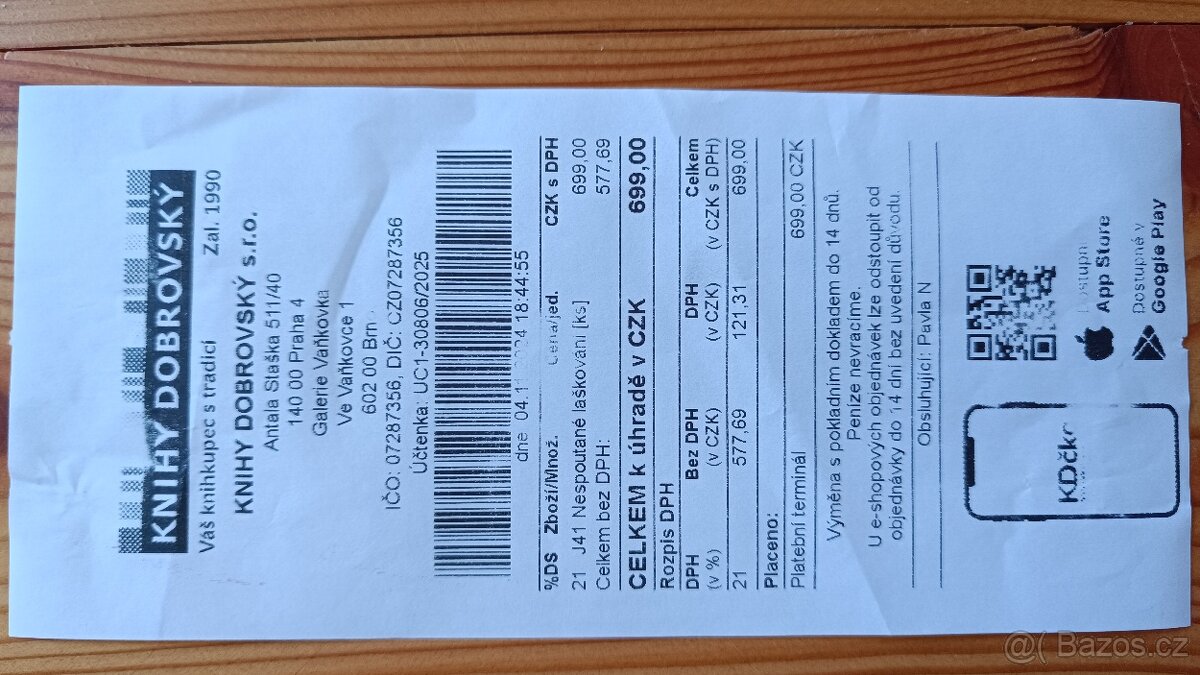 KNIHY DOBROVSKÝ
Váš knihkupec s tradicí Zal. 1990
KNIHY DOBROVSKÝ s.r.o.
Antala Staška 511/40
140 00 Praha 4
Galerie Vaňkovka
Ve Vaňkovce 1
602 00 Brno
IČO: 07287356, DIČ: CZ07287356
Účtenka: UC1-30806/2025
dne 18:44:55
%DS Zboží/Množ. Cena/jed. CZK s DPH
21 J41 Nespoutané laškování [ks] 699,00
Celkem bez DPH: 577,69
CELKEM k úhradě v CZK 699,00
Rozpis DPH
DPH Bez DPH DPH Celkem
(v %) (v CZK) (v CZK) (v CZK s DPH)
21 577,69 121,31 699,00
Placeno:
Platební terminál 699,00 CZK
Výměna s pokladním dokladem do 14 dnů.
Peníze nevracíme.
U e-shopových objednávek lze odstoupit od
objednávky do 14 dní bez uvedení důvodu.
Obsluhující: Pavla N
KDčkr
App Store
Dostupné v
Google Play
@( Bazos.cz